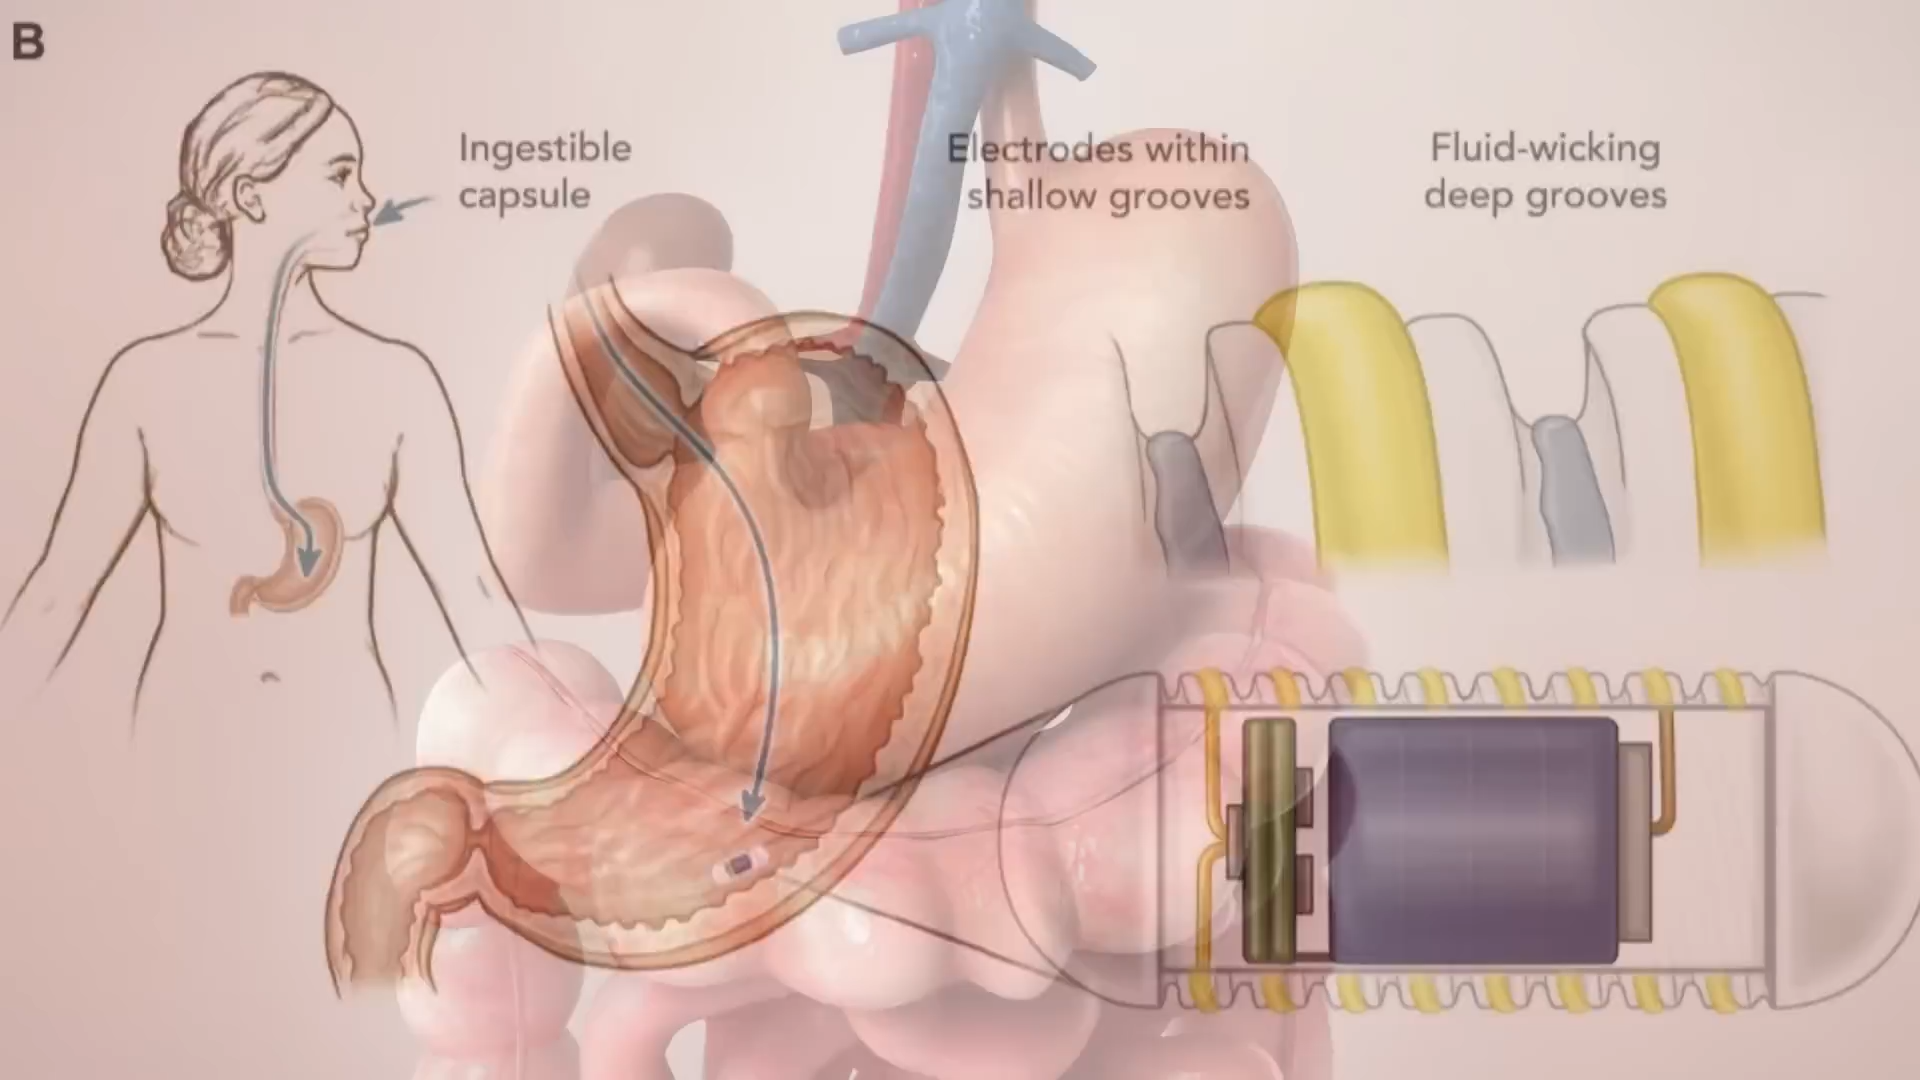 B
Ingestible
capsule
Electrodes within
shallow grooves
Fluid-wicking
deep grooves